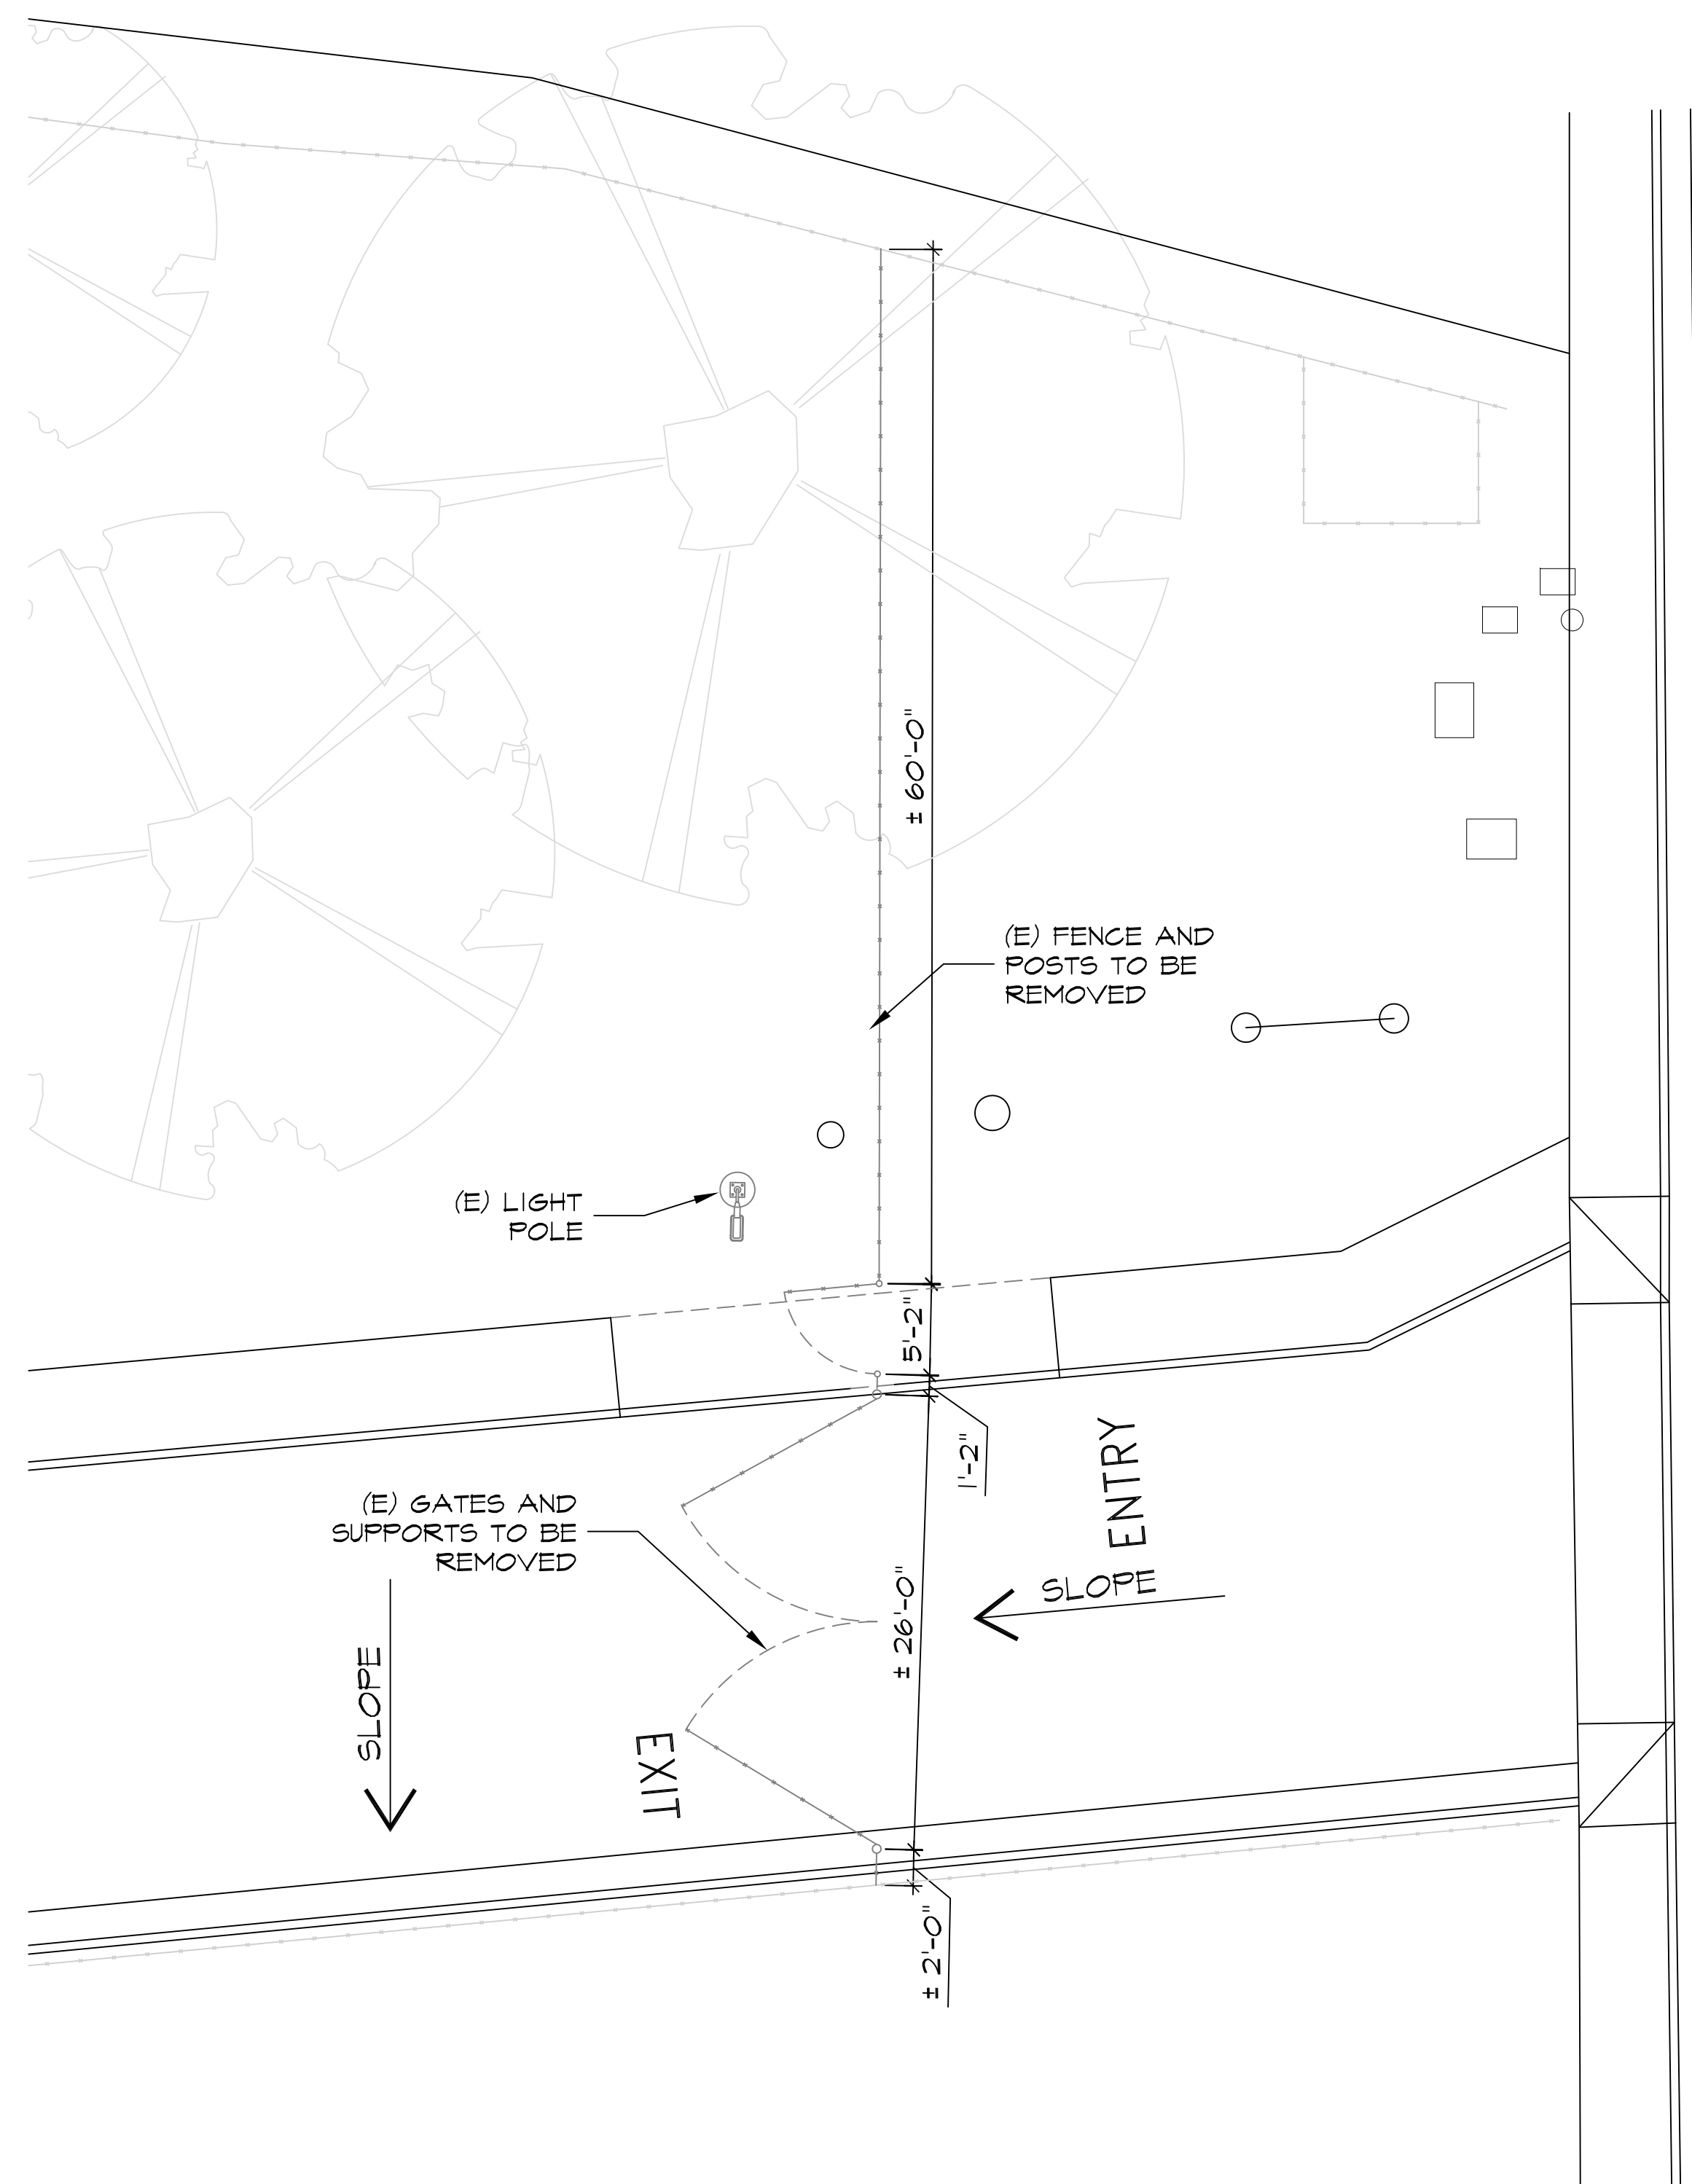 ± 60'-0"
(E) FENCE AND
POSTS TO BE
REMOVED
(E) LIGHT
POLE
5'-2"
1'-2"
ENTRY
(E) GATES AND
SUPPORTS TO BE
REMOVED
SLOPE
± 26'-0"
SLOPE
EXIT
± 2'-0"